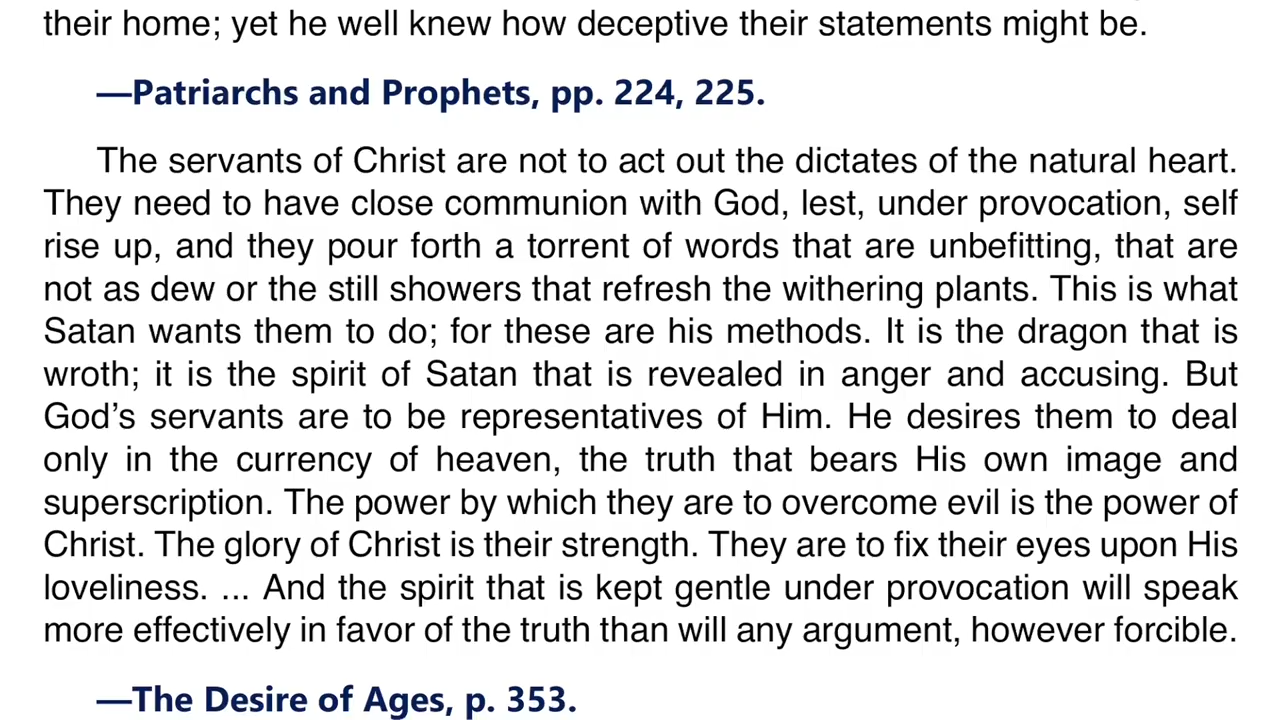 their home; yet he well knew how deceptive their statements might be.
—Patriarchs and Prophets, pp. 224, 225.
The servants of Christ are not to act out the dictates of the natural heart.
They need to have close communion with God, lest, under provocation, self
rise up, and they pour forth a torrent of words that are unbefitting, that are
not as dew or the still showers that refresh the withering plants. This is what
Satan wants them to do; for these are his methods. It is the dragon that is
wroth; it is the spirit of Satan that is revealed in anger and accusing. But
God’s servants are to be representatives of Him. He desires them to deal
only in the currency of heaven, the truth that bears His own image and
superscription. The power by which they are to overcome evil is the power of
Christ. The glory of Christ is their strength. They are to fix their eyes upon His
loveliness. ... And the spirit that is kept gentle under provocation will speak
more effectively in favor of the truth than will any argument, however forcible.
—The Desire of Ages, p. 353.